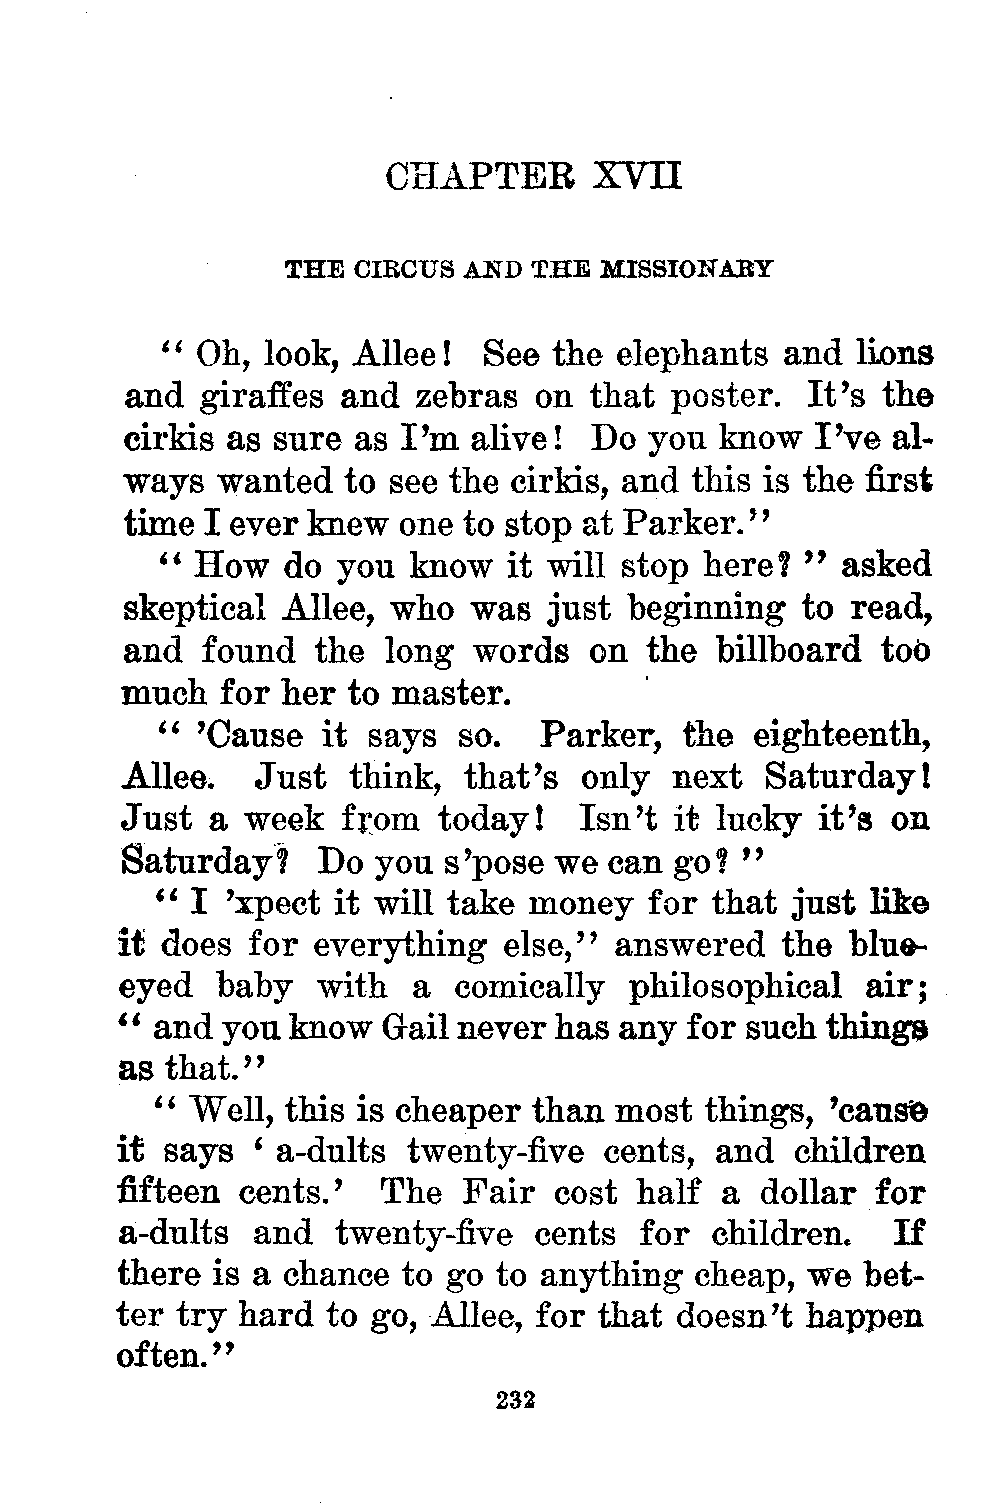 CHAPTER XVII
THE CIRCUS AND THE MISSIONARY
" Oh, look, Allee! See the elephants and lions
and giraffes and zebras on that poster. It's the
cirkis as sure as I'm alive! Do you know I've al-
ways wanted to see the cirkis, and this is the first
time I ever knew one to stop at Parker."
" How do you know it will stop here? " asked
skeptical Allee, who was just beginning to read,
and found the long words on the billboard too
much for her to master.
" 'Cause it says so. Parker, the eighteenth,
Allee. Just think, that's only next Saturday!
Just a week from today! Isn't it lucky it's on
Saturday? Do you s'pose we can go? "
" I 'xpect it will take money for that just like
it does for everything else," answered the blue-
eyed baby with a comically philosophical air;
" and you know Gail never has any for such things
as that."
" Well, this is cheaper than most things, 'cause
it says ' a-dults twenty-five cents, and children
fifteen cents.' The Fair cost half a dollar for
a-dults and twenty-five cents for children. If
there is a chance to go to anything cheap, we bet-
ter try hard to go, Allee, for that doesn't happen
often."
232